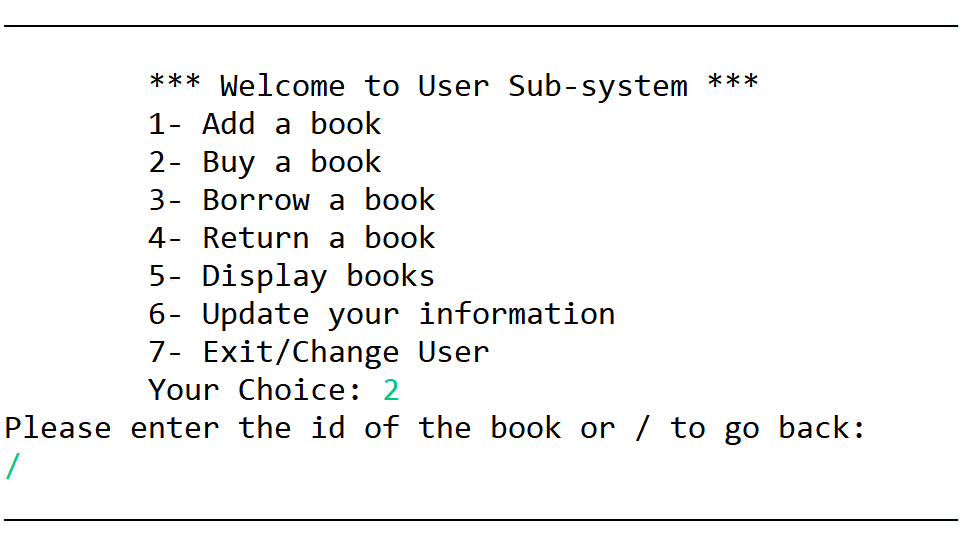 *** Welcome to User Sub-system ***
1- Add a book
2- Buy a book
3- Borrow a book
4- Return a book
5- Display books
6- Update your information
7- Exit/Change User
Your Choice: 2
Please enter the id of the book or / to go back:
/